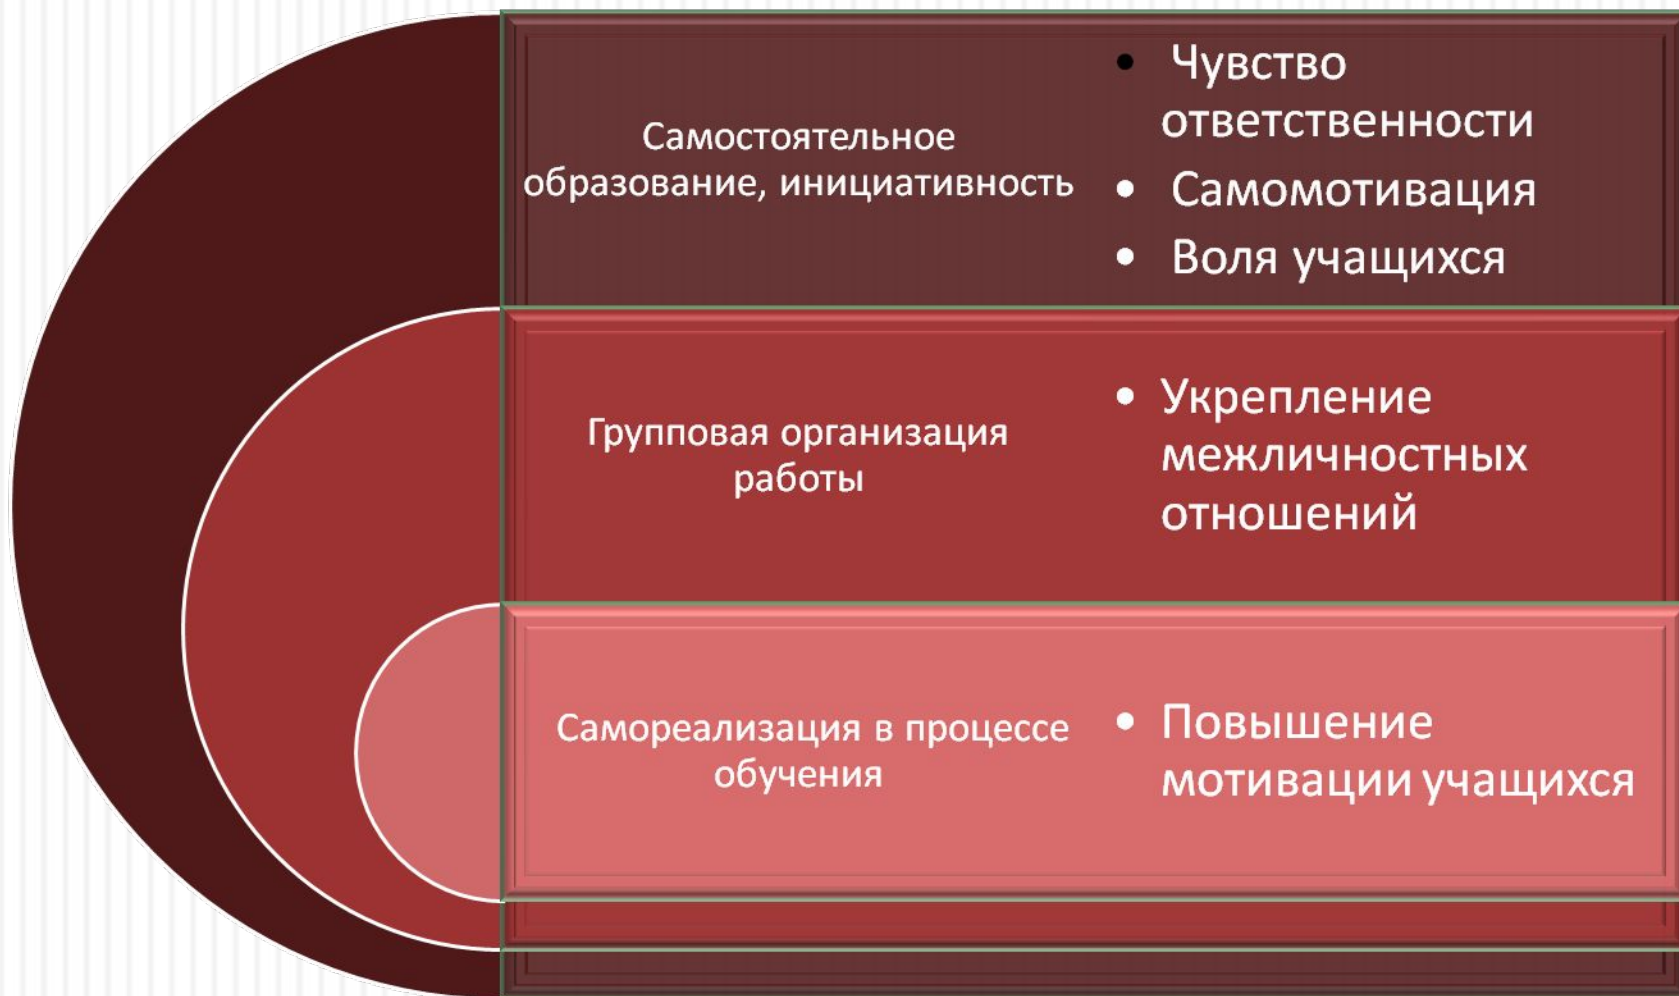 Самостоятельное
образование, инициативность
• Чувство
ответственности
• Самомотивация
• Воля учащихся
Групповая организация
работы
• Укрепление
межличностных
отношений
Самореализация в процессе
обучения
• Повышение
мотивации учащихся